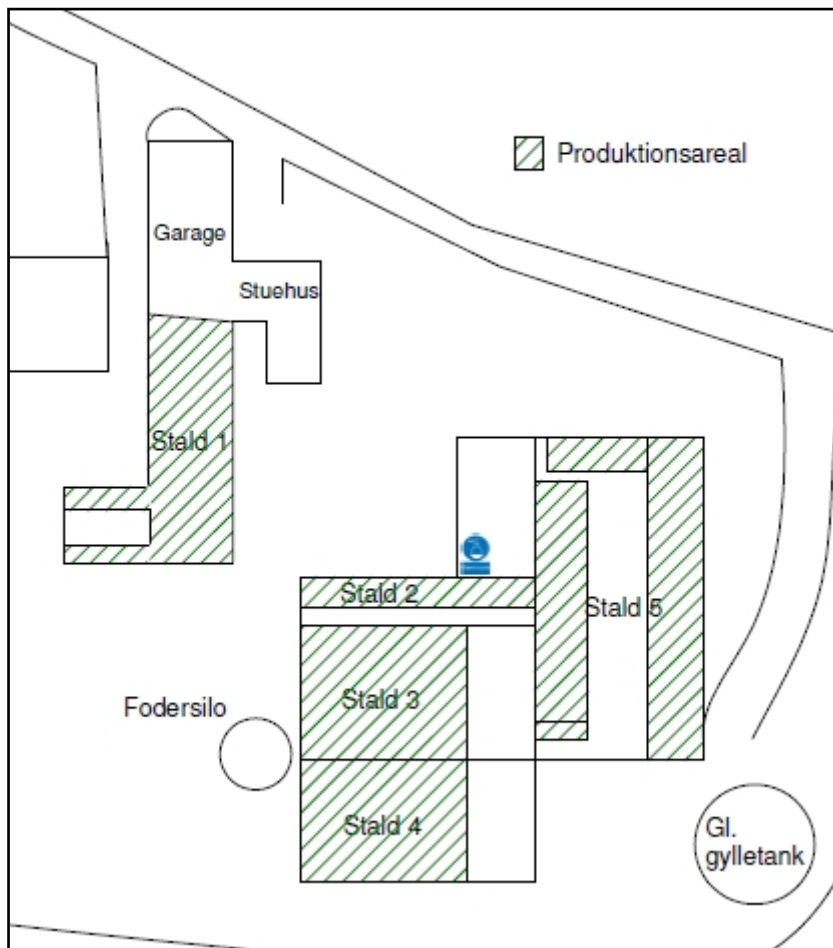 Produktionsareal
Garage
Stuehus
Stald 1
Stald 2
Stald 5
Stald 3
Fodersilo
Stald 4
Gl.
gylletank